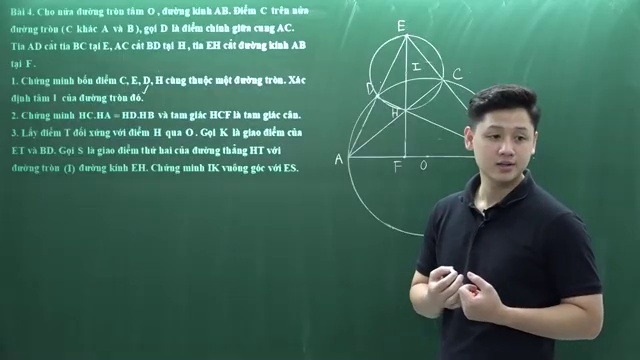 Bài 4. Cho nửa đường tròn tâm O , đường kính AB. Điểm C trên nửa
đường tròn (C khác A và B), gọi D là điểm chính giữa cung AC.
Tia AD cắt tia BC tại E, AC cắt BD tại H , tia EH cắt đường kính AB
tại F .
1. Chứng minh bốn điểm C, E, D, H cùng thuộc một đường tròn. Xác
định tâm I của đường tròn đó.
2. Chứng minh HC.HA = HD.HB và tam giác HCF là tam giác cân.
3. Lấy điểm T đối xứng với điểm H qua O . Gọi K là giao điểm của
ET và BD. Gọi S là giao điểm thứ hai của đường thẳng HT với
đường tròn (I) đường kính EH. Chứng minh IK vuông góc với ES.
E
I
C
D
H
A
F
O